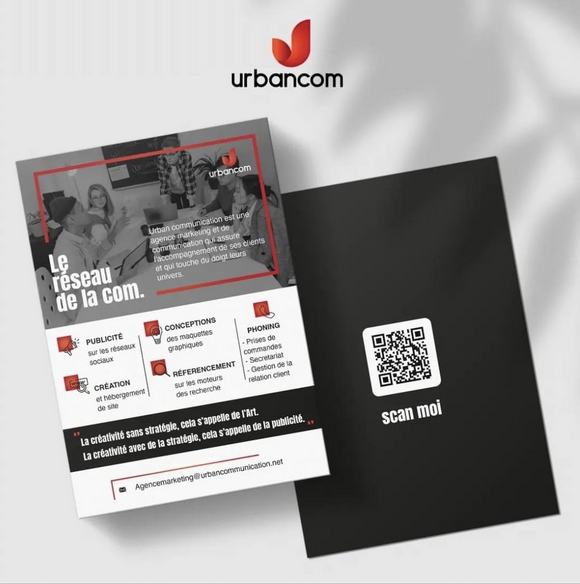 urbancom
urbancom
Urban communication est une
agence marketing et de
communication qui assure
l'accompagnement de ses clients
et qui touche du doigt leurs
univers.
Le
réseau
de la com.
PUBLICITÉ
sur les réseaux
sociaux
CONCEPTIONS
des maquettes
graphiques
PHONING
- Prises de
commandes
- Secretariat
- Gestion de la
relation client
CRÉATION
et hébergement
de site
RÉFERENCEMENT
sur les moteurs
des recherche
" La créativité sans stratégie, cela s'appelle de l'Art.
La créativité avec de la stratégie, cela s'appelle de la publicité. "
Agencemarketing@urbancommunication.net
scan moi